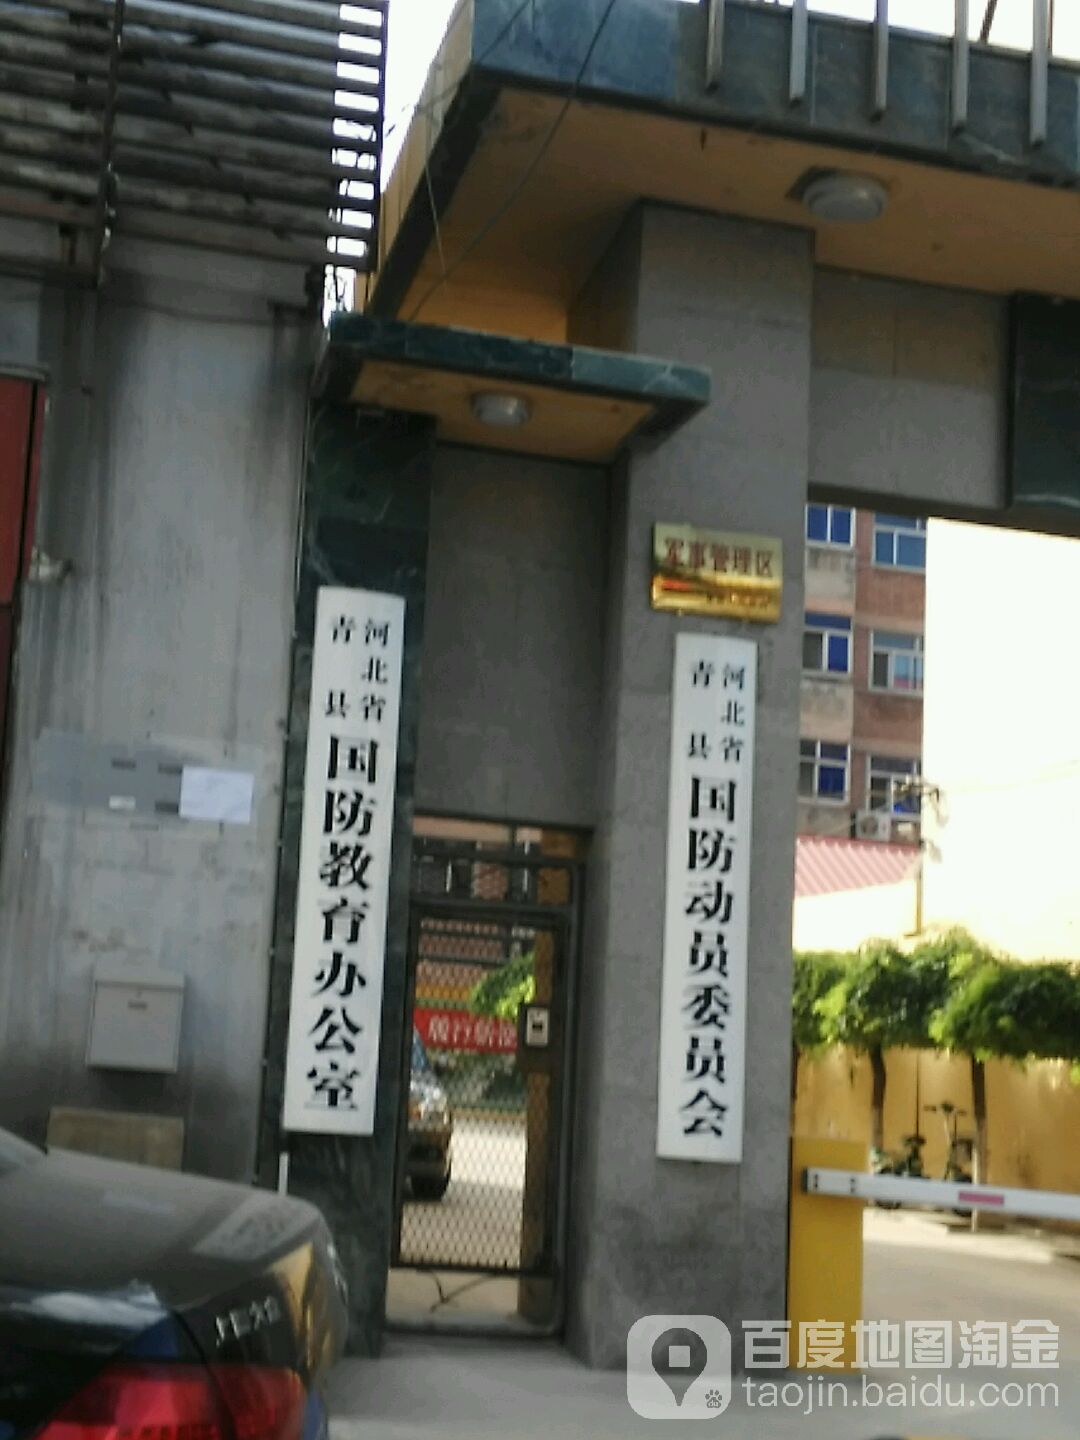 军事管理区
河北省
青县
国防教育办公室
河北省
青县
国防动员委员会
百度地图淘金
taojin.baidu.com